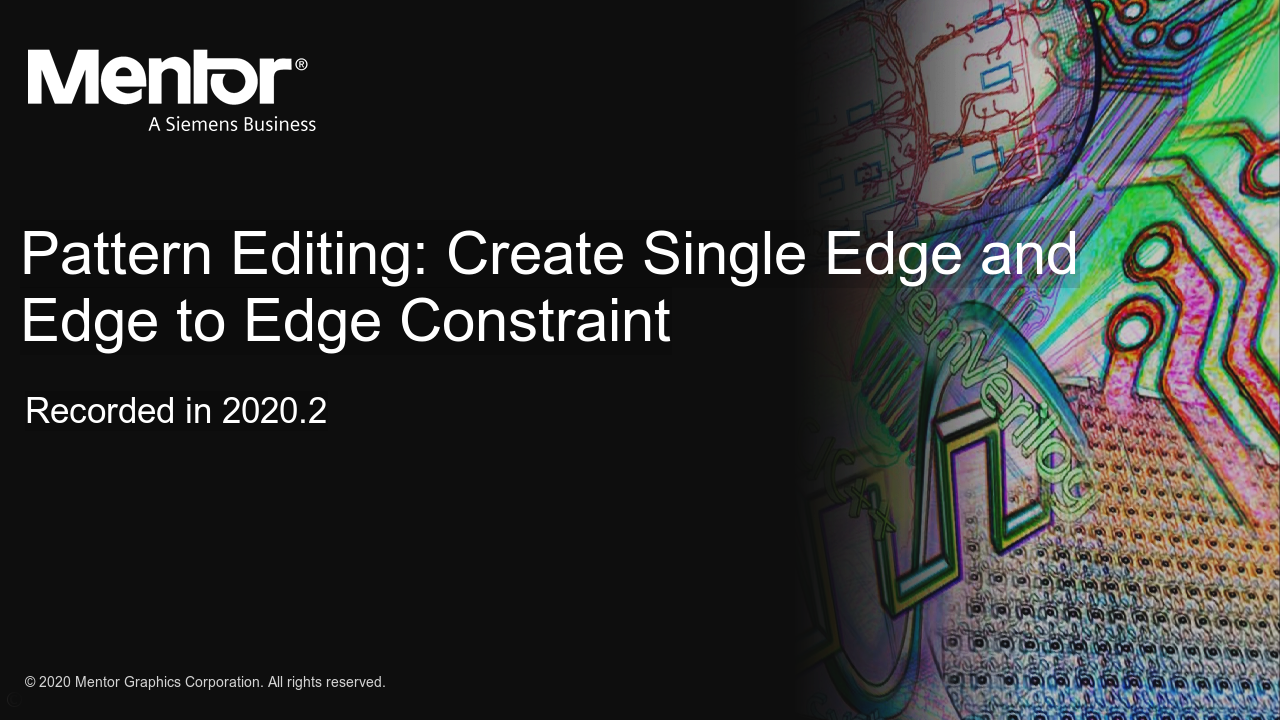 Mentor®
A Siemens Business
Pattern Editing: Create Single Edge and
Edge to Edge Constraint
Recorded in 2020.2
temVerilog
C++
© 2020 Mentor Graphics Corporation. All rights reserved.